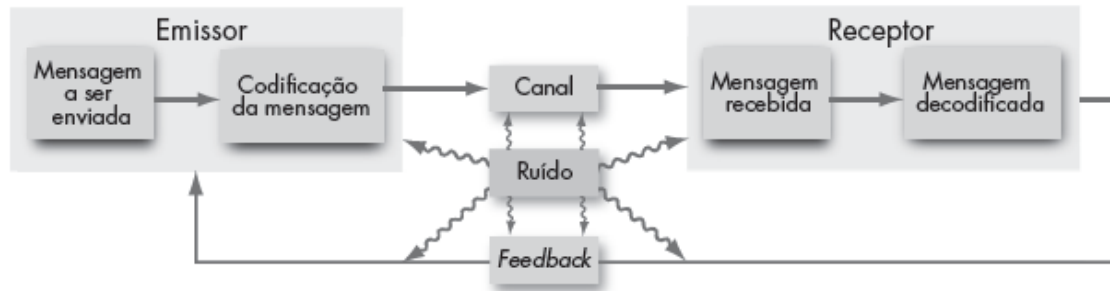 Emissor
Mensagem
a ser
enviada
Codificação
da mensagem
Canal
Receptor
Mensagem
recebida
Mensagem
decodificada
Ruído
Feedback